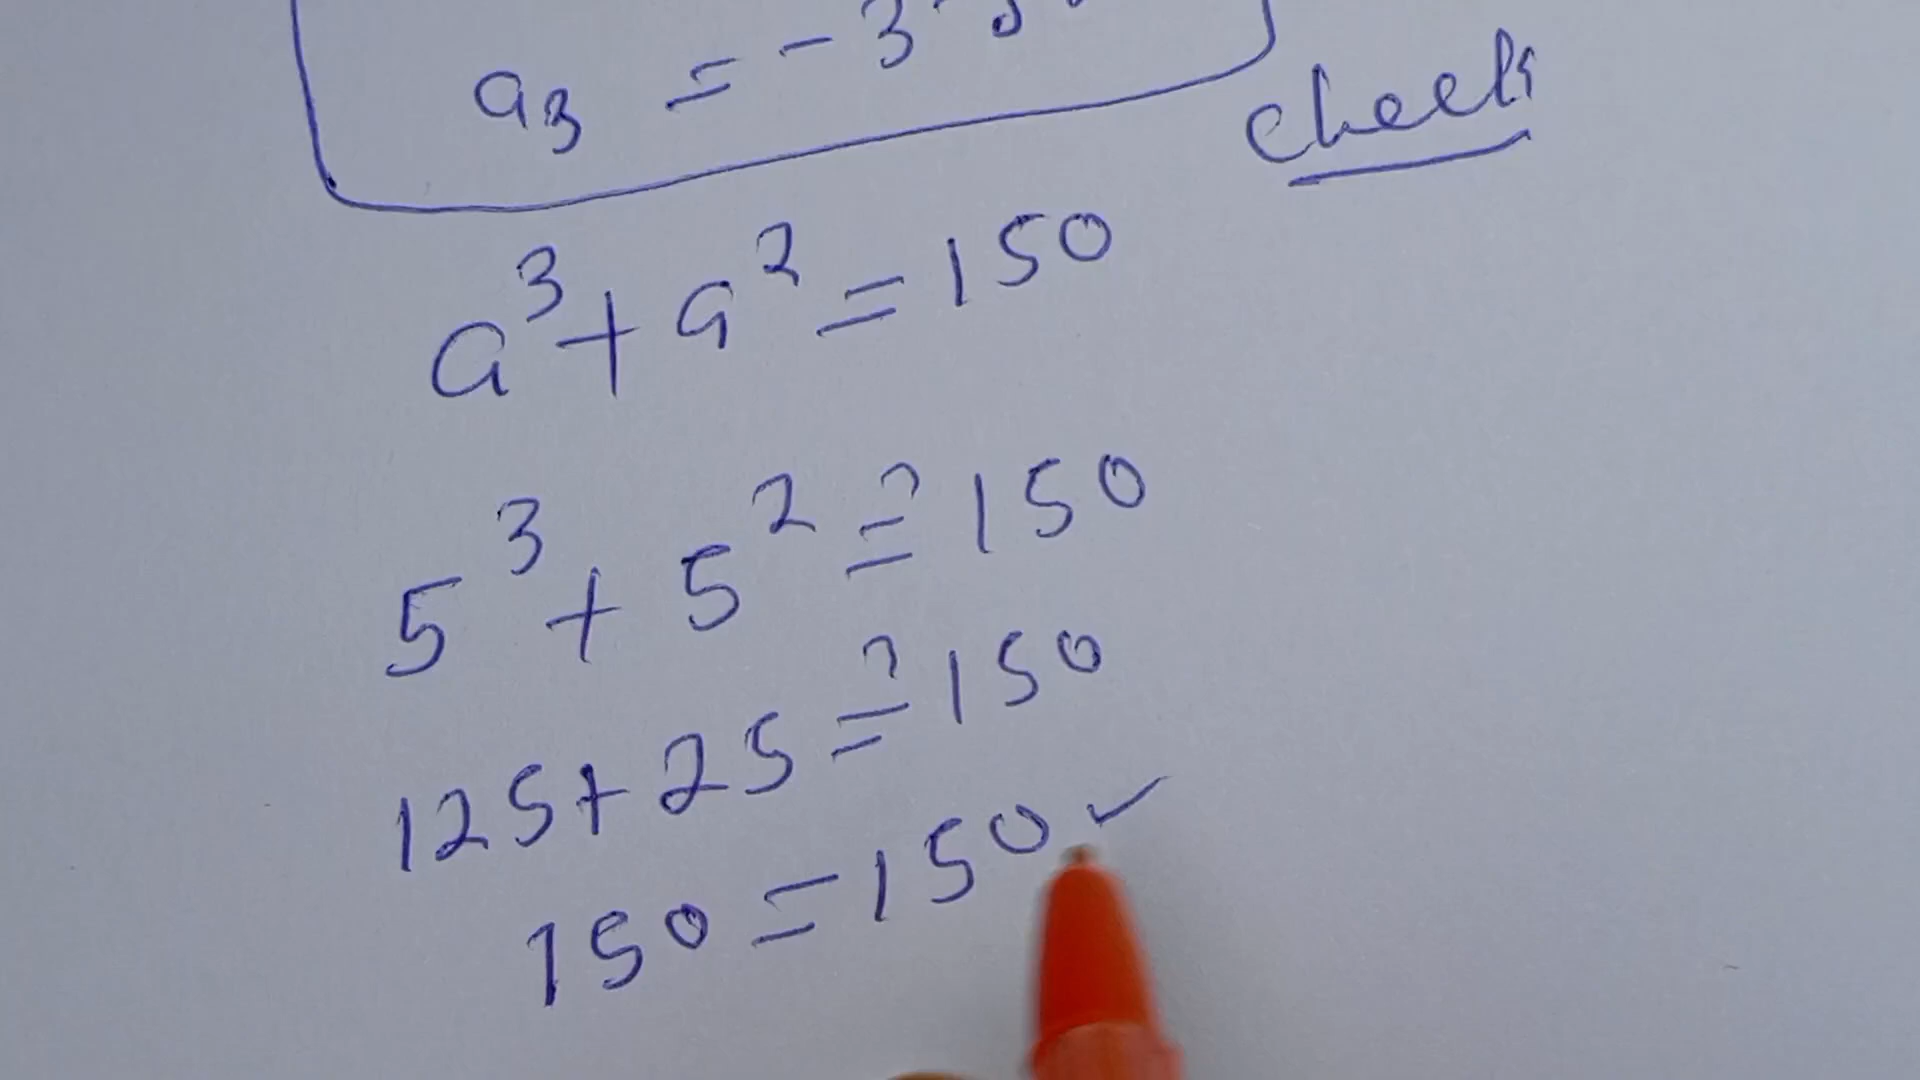 a₃ = -3
check
a³ + a² = 150
5³ + 5² ≟ 150
125 + 25 ≟ 150
150 = 150 ✓